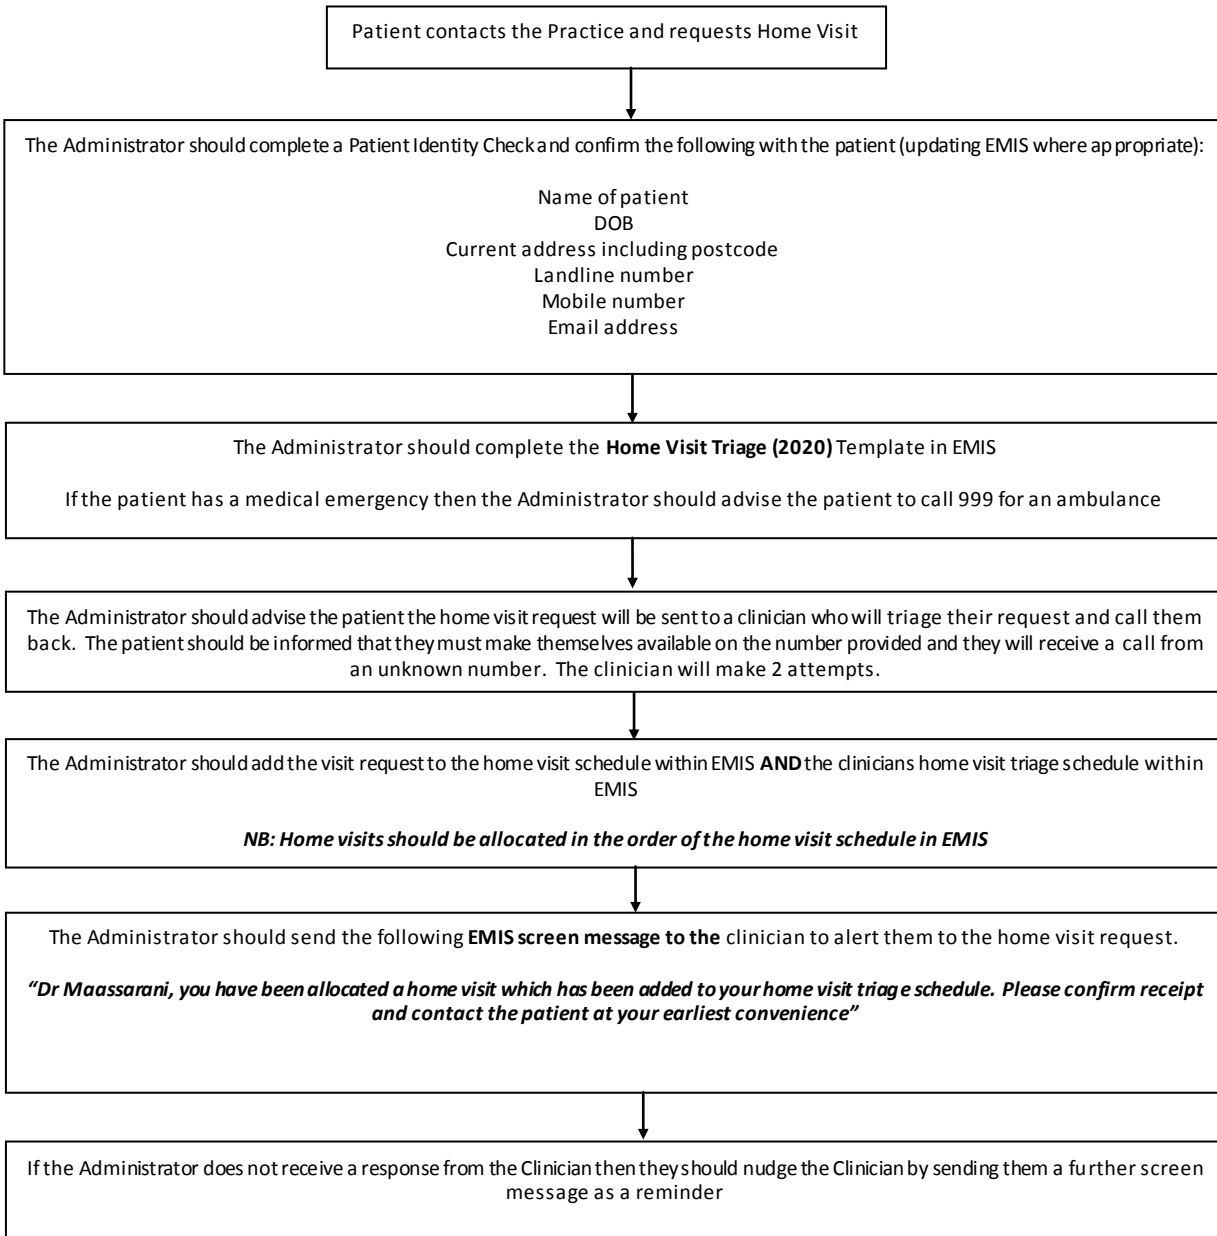 Patient contacts the Practice and requests Home Visit
The Administrator should complete a Patient Identity Check and confirm the following with the patient (updating EMIS where appropriate):
Name of patient
DOB
Current address including postcode
Landline number
Mobile number
Email address
The Administrator should complete the Home Visit Triage (2020) Template in EMIS
If the patient has a medical emergency then the Administrator should advise the patient to call 999 for an ambulance
The Administrator should advise the patient the home visit request will be sent to a clinician who will triage their request and call them
back. The patient should be informed that they must make themselves available on the number provided and they will receive a call from
an unknown number. The clinician will make 2 attempts.
The Administrator should add the visit request to the home visit schedule within EMIS AND the clinicians home visit triage schedule within
EMIS
NB: Home visits should be allocated in the order of the home visit schedule in EMIS
The Administrator should send the following EMIS screen message to the clinician to alert them to the home visit request.
“Dr Maassarani, you have been allocated a home visit which has been added to your home visit triage schedule. Please confirm receipt
and contact the patient at your earliest convenience”
If the Administrator does not receive a response from the Clinician then they should nudge the Clinician by sending them a further screen
message as a reminder